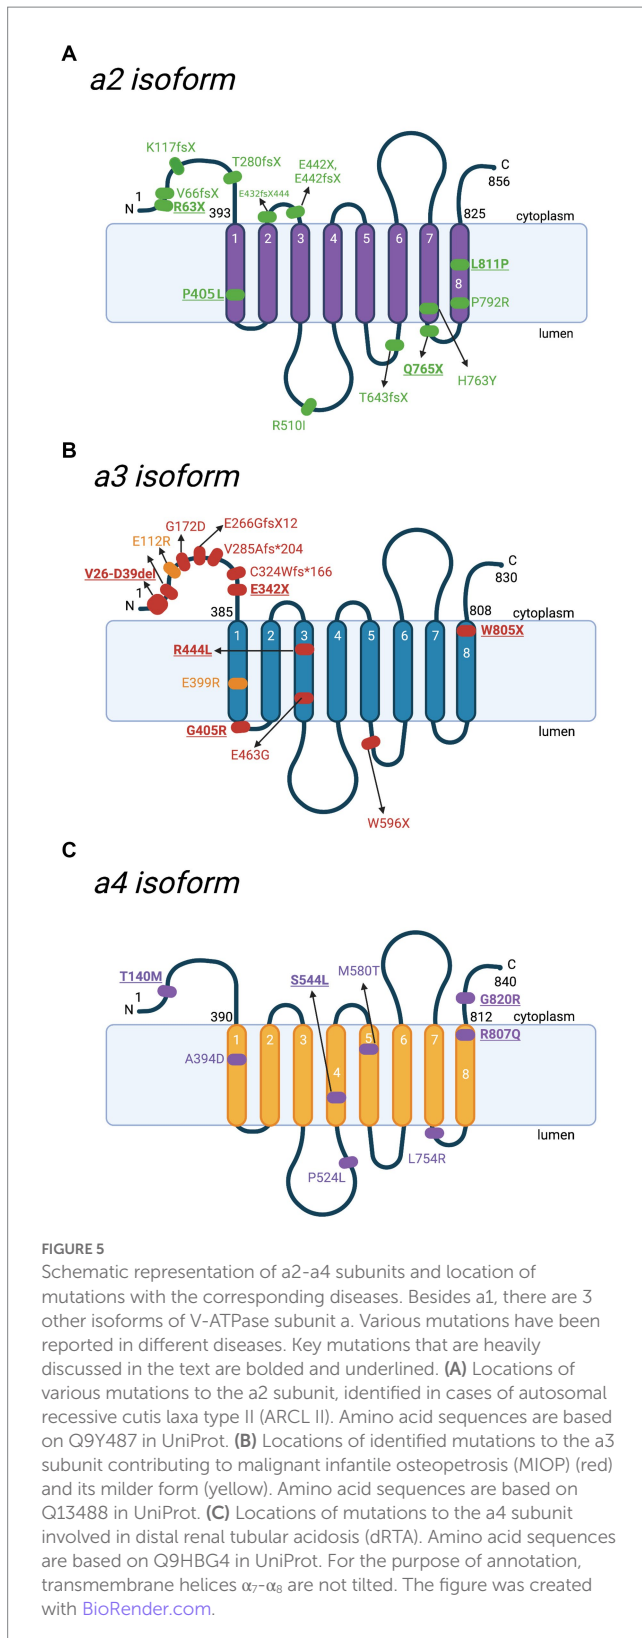 A
a2 isoform
K117fsX
T280fsX
E442X,
E442fsX
E432fsX444
V66fsX
R63X
1
N
393
C
856
825
cytoplasm
1
2
3
4
5
6
7
8
L811P
P405L
P792R
lumen
Q765X
H763Y
T643fsX
R510I
B
a3 isoform
G172D
E266GfsX12
E112R
V285Afs*204
V26-D39del
C324Wfs*166
E342X
1
N
385
C
830
808
cytoplasm
1
2
3
4
5
6
7
8
W805X
R444L
E399R
G405R
lumen
E463G
W596X
C
a4 isoform
T140M
S544L
M580T
1
N
390
C
840
G820R
812
cytoplasm
R807Q
1
2
3
4
5
6
7
8
A394D
lumen
L754R
P524L
FIGURE 5
Schematic representation of a2-a4 subunits and location of
mutations with the corresponding diseases. Besides a1, there are 3
other isoforms of V-ATPase subunit a. Various mutations have been
reported in different diseases. Key mutations that are heavily
discussed in the text are bolded and underlined. (A) Locations of
various mutations to the a2 subunit, identified in cases of autosomal
recessive cutis laxa type II (ARCL II). Amino acid sequences are based
on Q9Y487 in UniProt. (B) Locations of identified mutations to the a3
subunit contributing to malignant infantile osteopetrosis (MIOP) (red)
and its milder form (yellow). Amino acid sequences are based on
Q13488 in UniProt. (C) Locations of mutations to the a4 subunit
involved in distal renal tubular acidosis (dRTA). Amino acid sequences
are based on Q9HBG4 in UniProt. For the purpose of annotation,
transmembrane helices α₇-α₈ are not tilted. The figure was created
with BioRender.com.